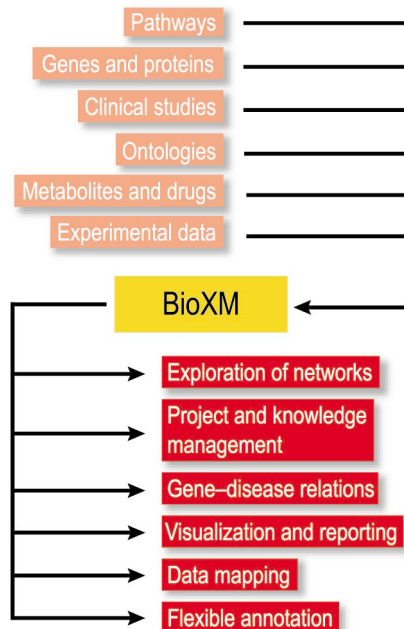 Pathways
Genes and proteins
Clinical studies
Ontologies
Metabolites and drugs
Experimental data
BioXM
Exploration of networks
Project and knowledge
management
Gene–disease relations
Visualization and reporting
Data mapping
Flexible annotation